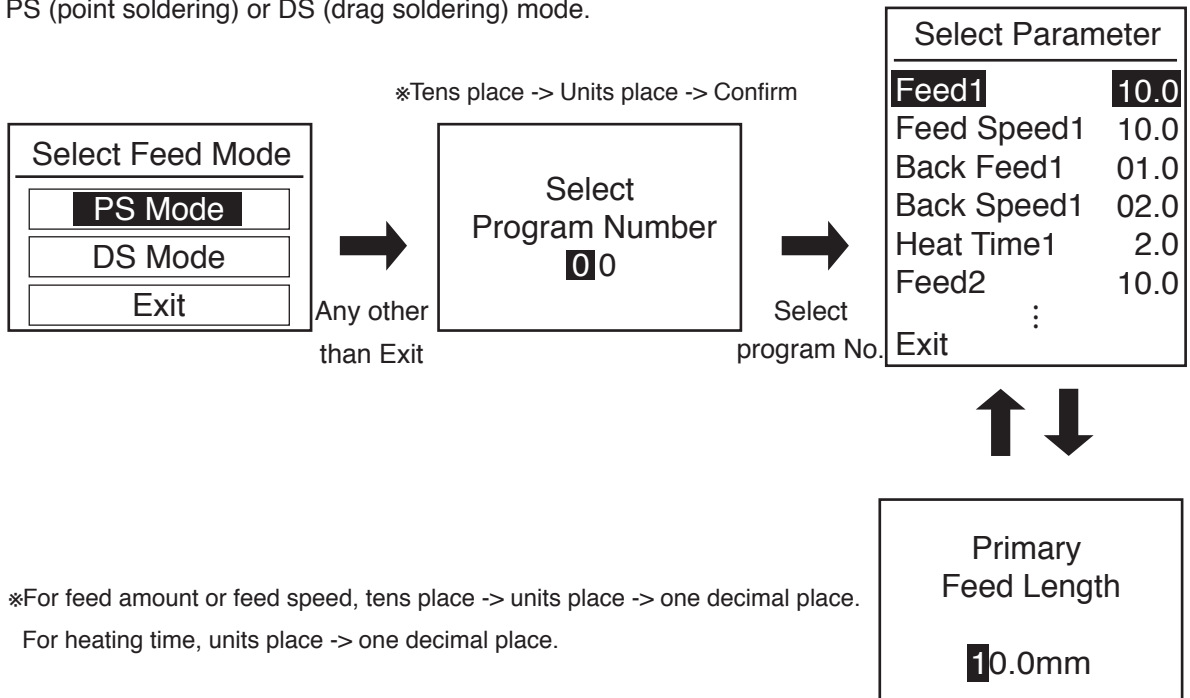 PS (point soldering) or DS (drag soldering) mode.
※Tens place -> Units place -> Confirm
Select Feed Mode
PS Mode
DS Mode
Exit
Any other
than Exit
Select
Program Number
00
Select
program No.
Select Parameter
Feed1 10.0
Feed Speed1 10.0
Back Feed1 01.0
Back Speed1 02.0
Heat Time1 2.0
Feed2 10.0
⋮
Exit
Primary
Feed Length
10.0mm
※For feed amount or feed speed, tens place -> units place -> one decimal place.
For heating time, units place -> one decimal place.